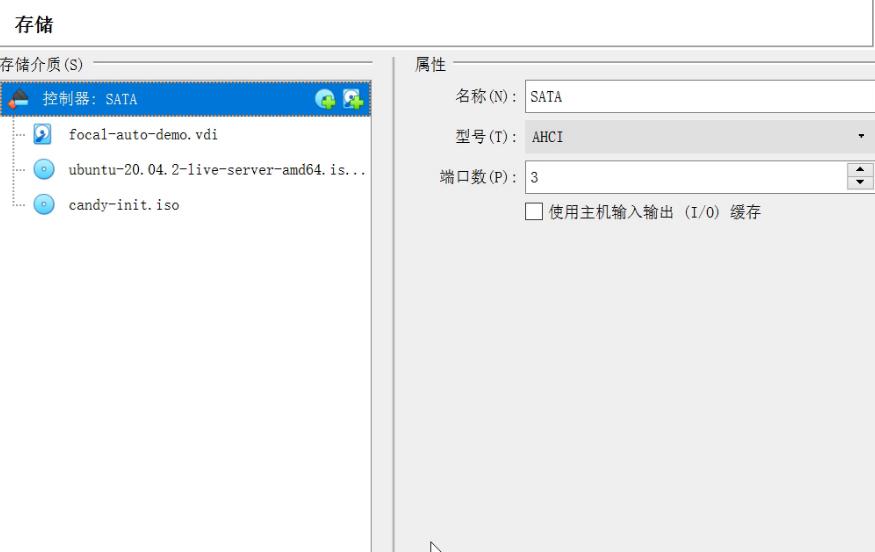 存储
存储介质(S)
控制器: SATA
focal-auto-demo.vdi
ubuntu-20.04.2-live-server-amd64.is...
candy-init.iso
属性
名称(N): SATA
型号(T): AHCI
端口数(P): 3
使用主机输入输出 (I/O) 缓存